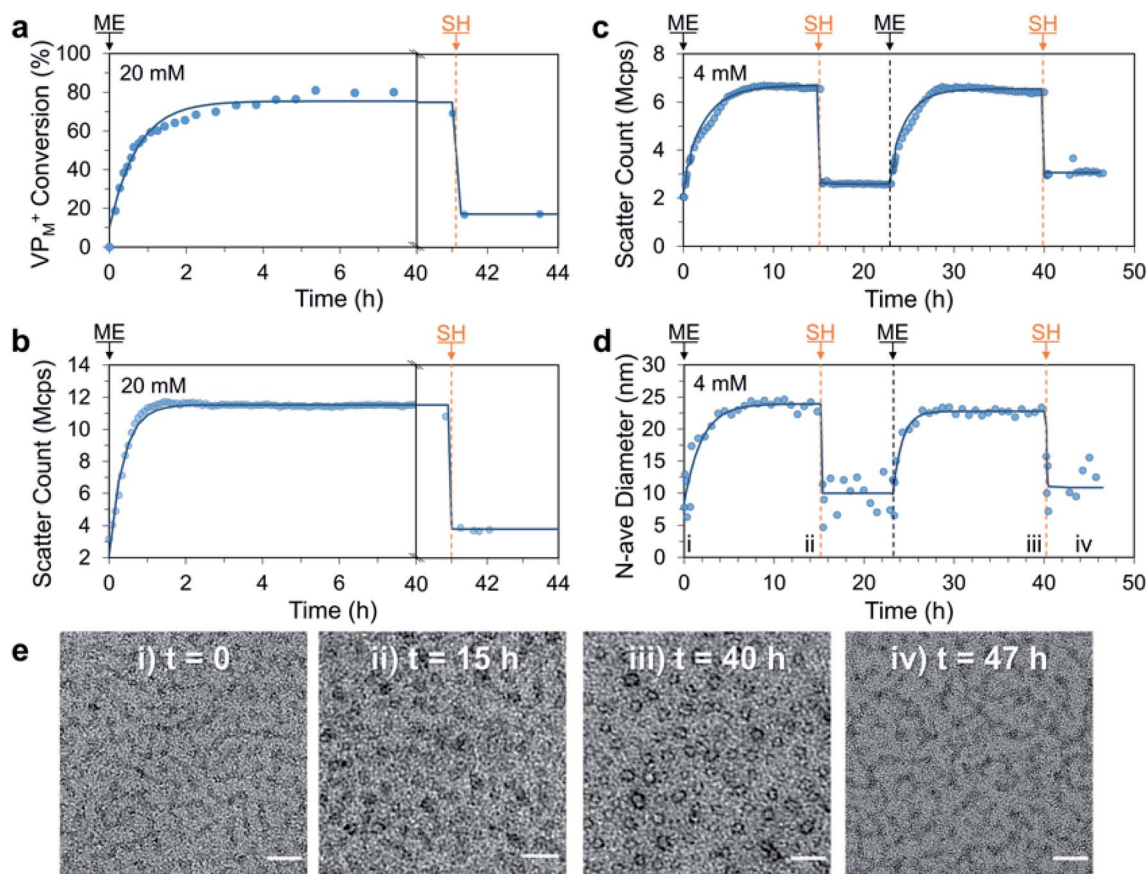 a
ME
SH
20 mM
VP_M^+ Conversion (%)
100
80
60
40
20
0
0 2 4 6 40 42 44
Time (h)
b
ME
SH
20 mM
Scatter Count (Mcps)
14
12
10
8
6
4
2
0 2 4 6 40 42 44
Time (h)
c
ME SH ME SH
4 mM
Scatter Count (Mcps)
8
6
4
2
0
0 10 20 30 40 50
Time (h)
d
ME SH ME SH
4 mM
N-ave Diameter (nm)
30
25
20
15
10
5
0
i ii iii iv
0 10 20 30 40 50
Time (h)
e
i) t = 0
ii) t = 15 h
iii) t = 40 h
iv) t = 47 h